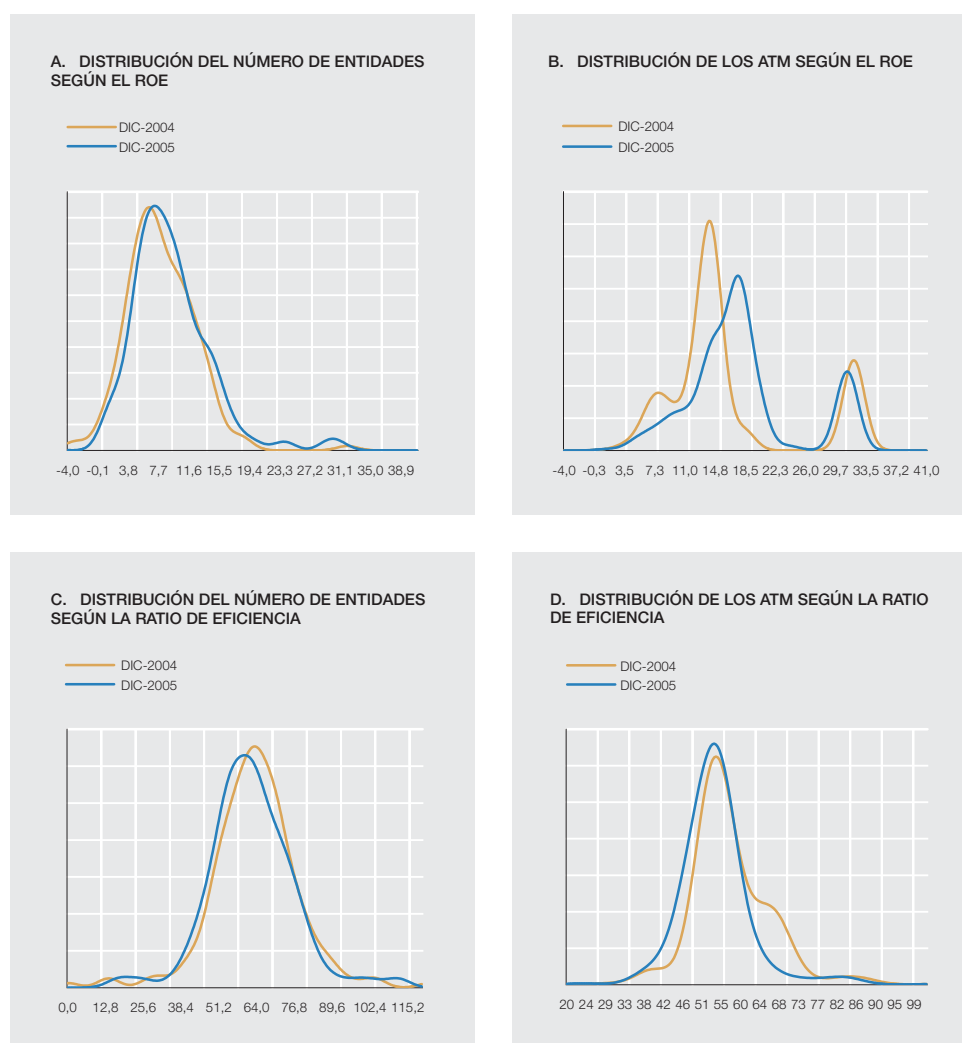 A. DISTRIBUCIÓN DEL NÚMERO DE ENTIDADES
SEGÚN EL ROE
DIC-2004
DIC-2005
-4,0 -0,1 3,8 7,7 11,6 15,5 19,4 23,3 27,2 31,1 35,0 38,9
B. DISTRIBUCIÓN DE LOS ATM SEGÚN EL ROE
DIC-2004
DIC-2005
-4,0 -0,3 3,5 7,3 11,0 14,8 18,5 22,3 26,0 29,7 33,5 37,2 41,0
C. DISTRIBUCIÓN DEL NÚMERO DE ENTIDADES
SEGÚN LA RATIO DE EFICIENCIA
DIC-2004
DIC-2005
0,0 12,8 25,6 38,4 51,2 64,0 76,8 89,6 102,4 115,2
D. DISTRIBUCIÓN DE LOS ATM SEGÚN LA RATIO
DE EFICIENCIA
DIC-2004
DIC-2005
20 24 29 33 38 42 46 51 55 60 64 68 73 77 82 86 90 95 99